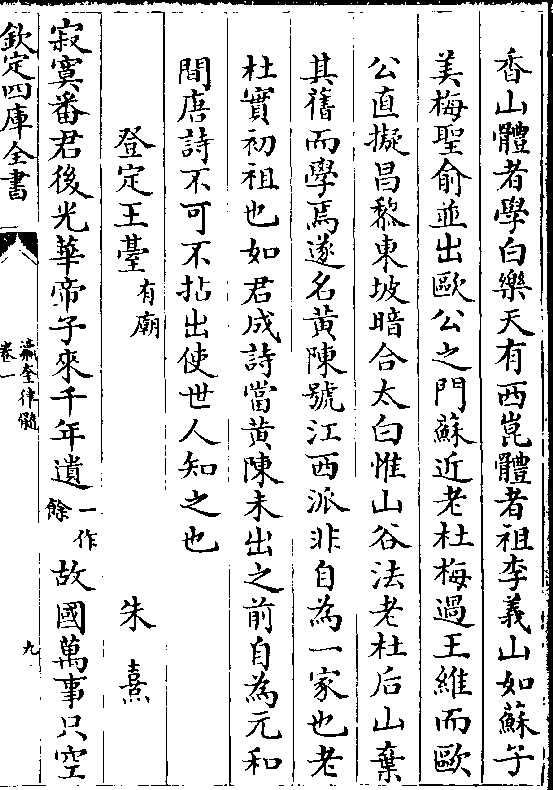 香山體者學白樂天有西崑體者祖李義山如蘇子
美梅聖俞並出歐公之門蘇近老杜梅過王維而歐
公直擬昌黎東坡暗合太白惟山谷法老杜后山棄
其舊而學焉遂名黄陳號江西派非自為一家也老
杜實初祖也如君成詩當黄陳未出之前自為元和
間唐詩不可不拈出使世人知之也
登定王臺有廟
朱熹
寂寞番君後光華帝子來千年遺一作餘故國萬事只空
欽定四庫全書
瀛奎律髓
卷一
九